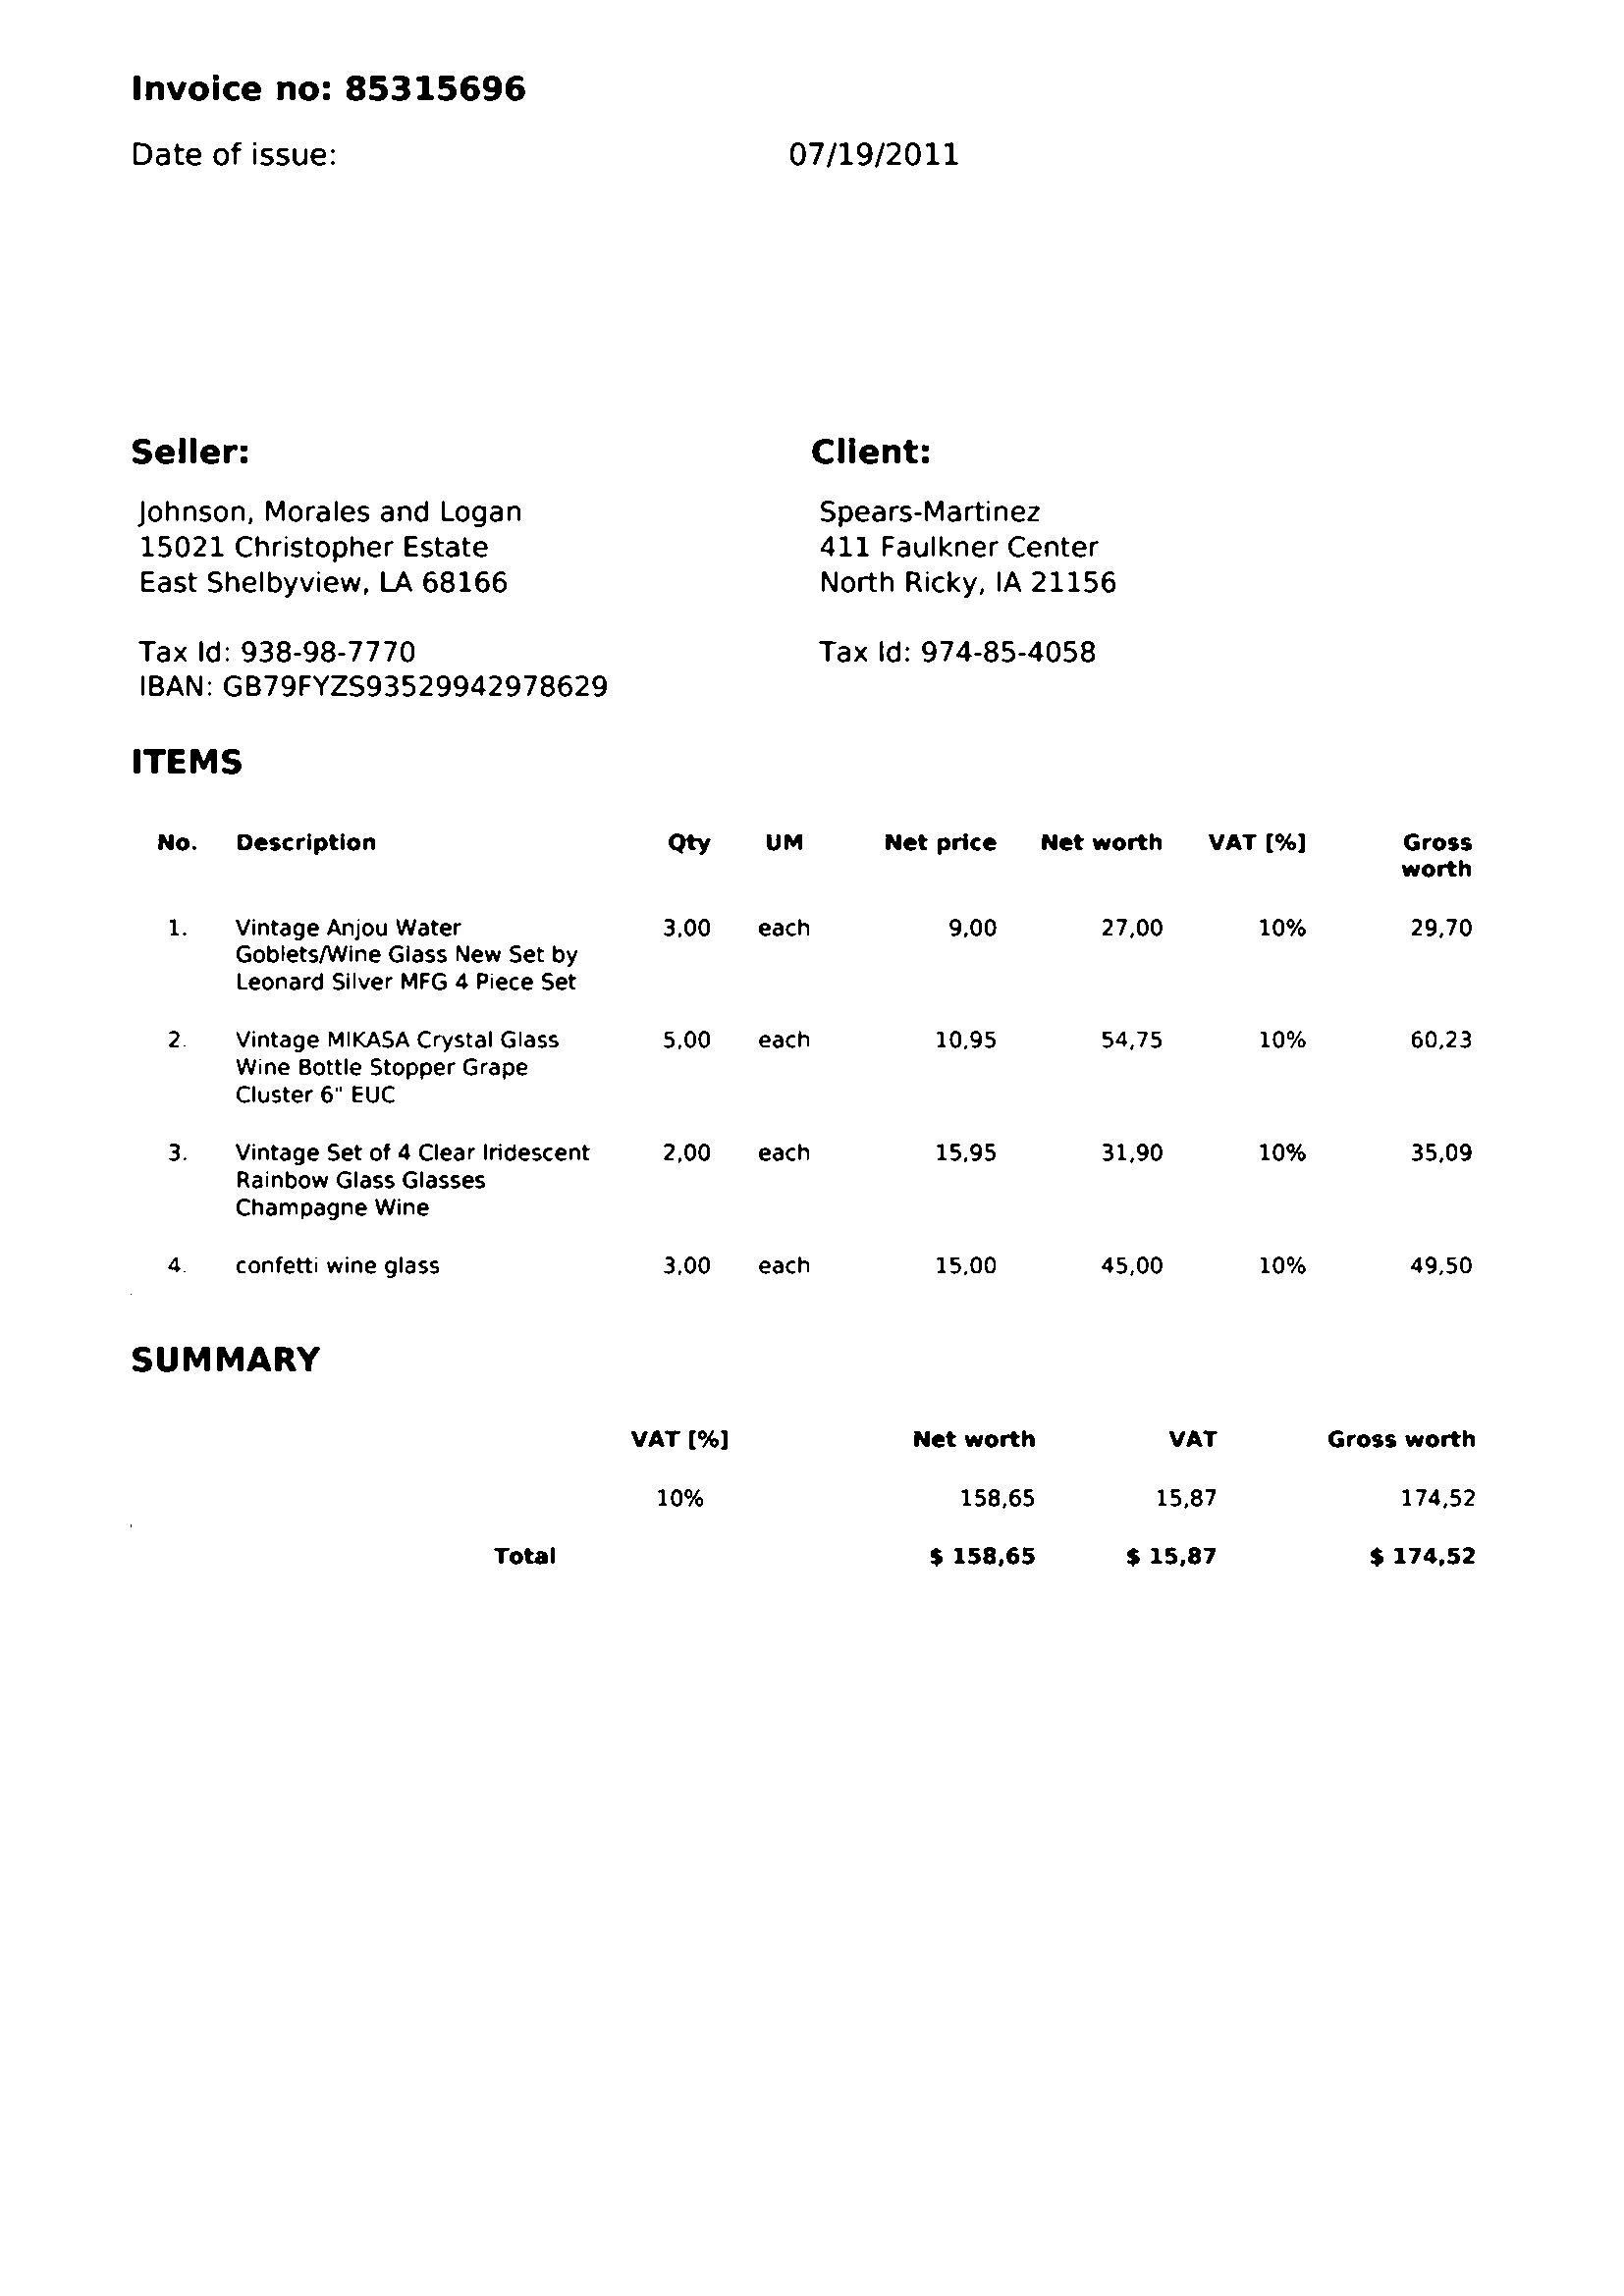 Invoice no: 85315696
Date of issue: 07/19/2011
Seller:
Johnson, Morales and Logan
15021 Christopher Estate
East Shelbyview, LA 68166
Tax Id: 938-98-7770
IBAN: GB79FYZS93529942978629
Client:
Spears-Martinez
411 Faulkner Center
North Ricky, IA 21156
Tax Id: 974-85-4058
ITEMS
No. Description Qty UM Net price Net worth VAT [%] Gross
worth
1. Vintage Anjou Water 3,00 each 9,00 27,00 10% 29,70
Goblets/Wine Glass New Set by
Leonard Silver MFG 4 Piece Set
2. Vintage MIKASA Crystal Glass 5,00 each 10,95 54,75 10% 60,23
Wine Bottle Stopper Grape
Cluster 6" EUC
3. Vintage Set of 4 Clear Iridescent 2,00 each 15,95 31,90 10% 35,09
Rainbow Glass Glasses
Champagne Wine
4. confetti wine glass 3,00 each 15,00 45,00 10% 49,50
SUMMARY
VAT [%] Net worth VAT Gross worth
10% 158,65 15,87 174,52
Total $ 158,65 $ 15,87 $ 174,52